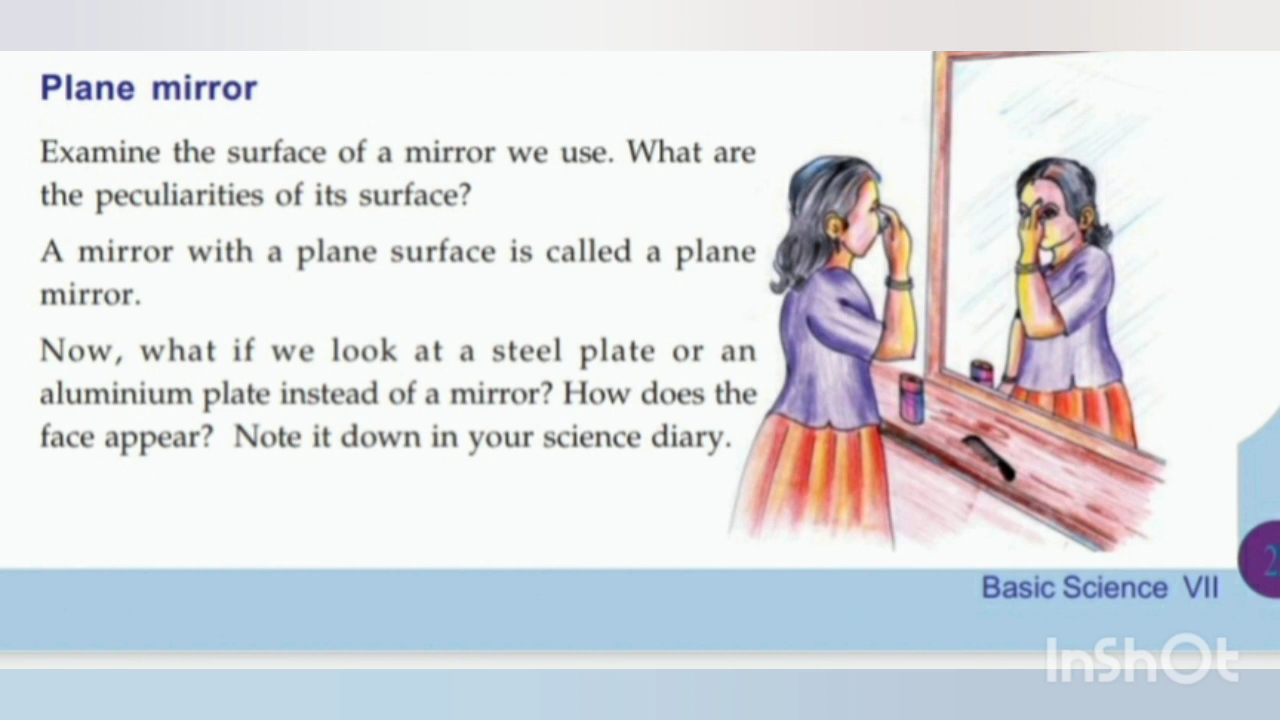 Plane mirror
Examine the surface of a mirror we use. What are
the peculiarities of its surface?
A mirror with a plane surface is called a plane
mirror.
Now, what if we look at a steel plate or an
aluminium plate instead of a mirror? How does the
face appear? Note it down in your science diary.
Basic Science VII
InShOt